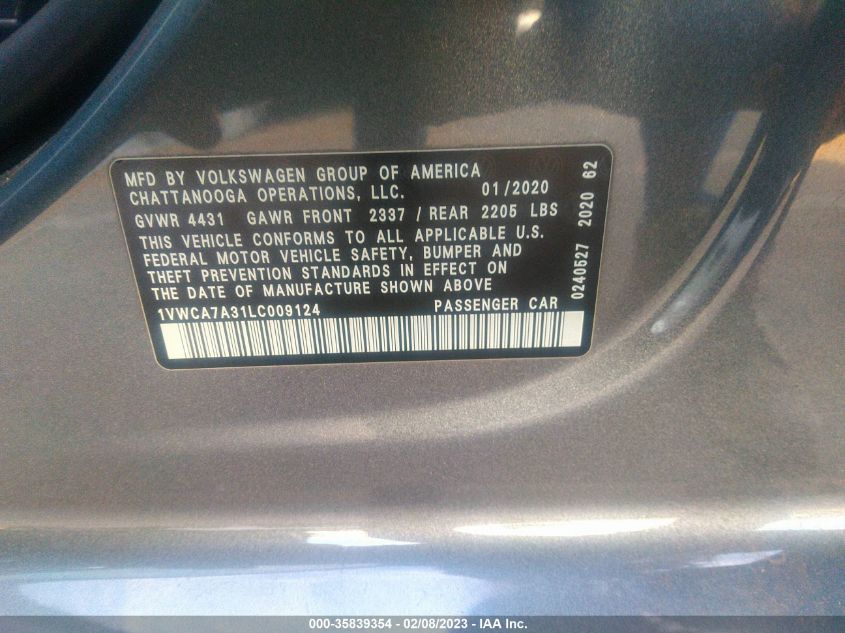 MFD BY VOLKSWAGEN GROUP OF AMERICA
CHATTANOOGA OPERATIONS, LLC. 01/2020
GVWR 4431 GAWR FRONT 2337 / REAR 2205 LBS
THIS VEHICLE CONFORMS TO ALL APPLICABLE U.S.
FEDERAL MOTOR VEHICLE SAFETY, BUMPER AND
THEFT PREVENTION STANDARDS IN EFFECT ON
THE DATE OF MANUFACTURE SHOWN ABOVE
1VWCA7A31LC009124 PASSENGER CAR
0240527 2020 62
000-35839354 - 02/08/2023 - IAA Inc.